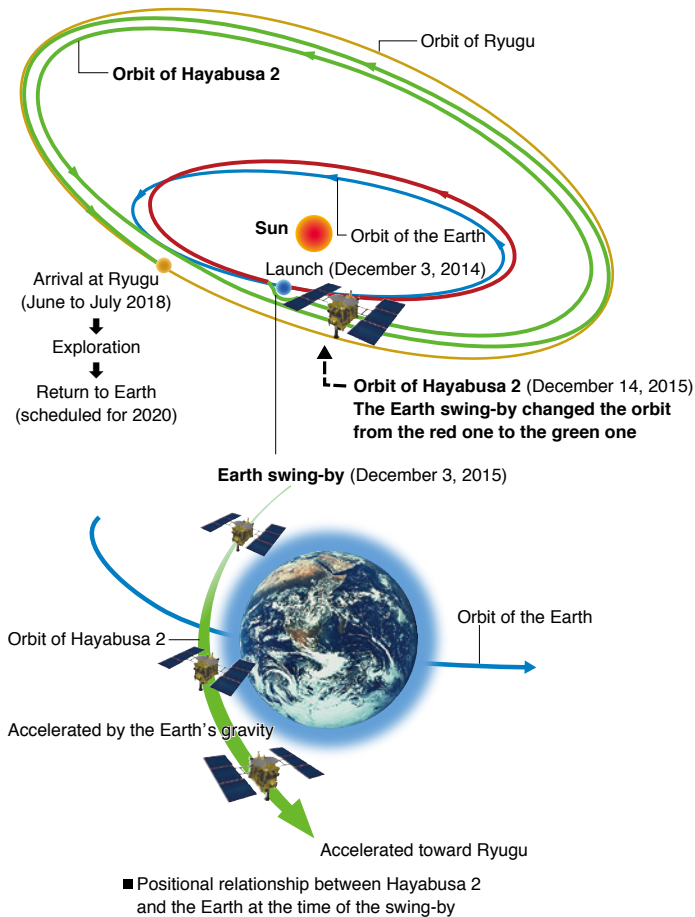 Orbit of Ryugu
Orbit of Hayabusa 2
Sun
Orbit of the Earth
Launch (December 3, 2014)
Arrival at Ryugu
(June to July 2018)
Exploration
Return to Earth
(scheduled for 2020)
Orbit of Hayabusa 2 (December 14, 2015)
The Earth swing-by changed the orbit
from the red one to the green one
Earth swing-by (December 3, 2015)
Orbit of the Earth
Orbit of Hayabusa 2
Accelerated by the Earth's gravity
Accelerated toward Ryugu
■ Positional relationship between Hayabusa 2
and the Earth at the time of the swing-by